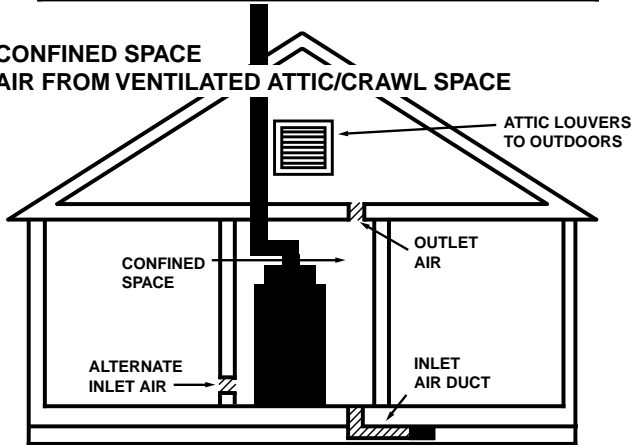 CONFINED SPACE
AIR FROM VENTILATED ATTIC/CRAWL SPACE
ATTIC LOUVERS
TO OUTDOORS
OUTLET
AIR
CONFINED
SPACE
ALTERNATE
INLET AIR
INLET
AIR DUCT